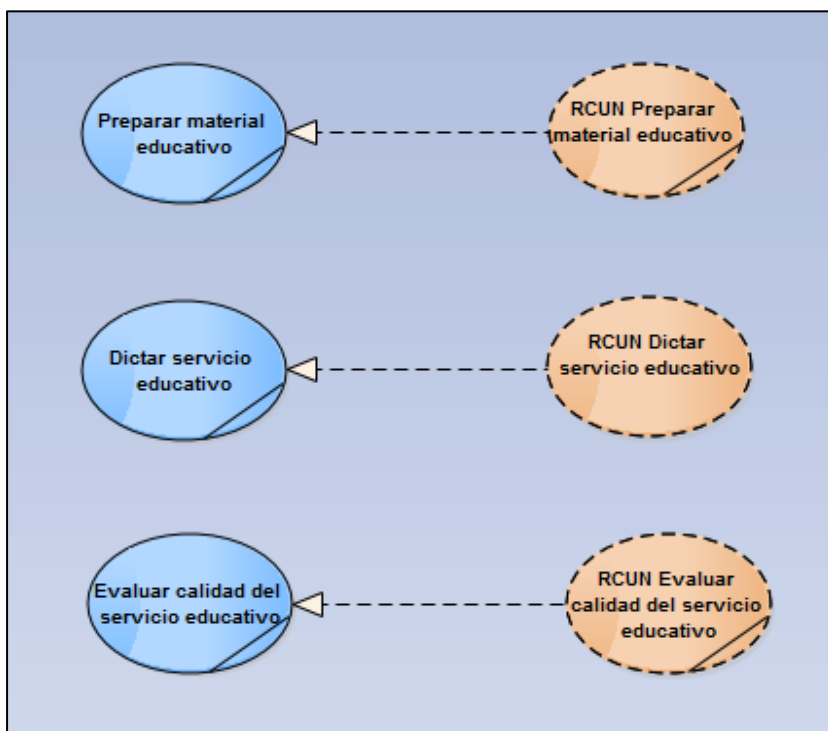 Preparar material
educativo
RCUN Preparar
material educativo
Dictar servicio
educativo
RCUN Dictar
servicio educativo
Evaluar calidad del
servicio educativo
RCUN Evaluar
calidad del servicio
educativo